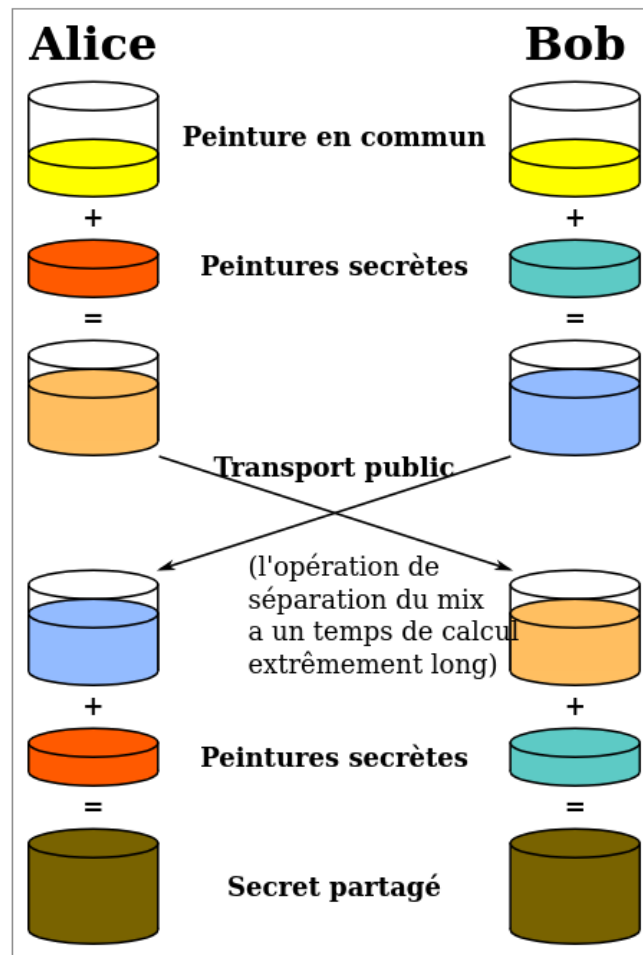 Alice
Bob
Peinture en commun
+
+
Peintures secrètes
=
=
Transport public
(l'opération de
séparation du mix
a un temps de calcul
extrêmement long)
+
+
Peintures secrètes
=
=
Secret partagé